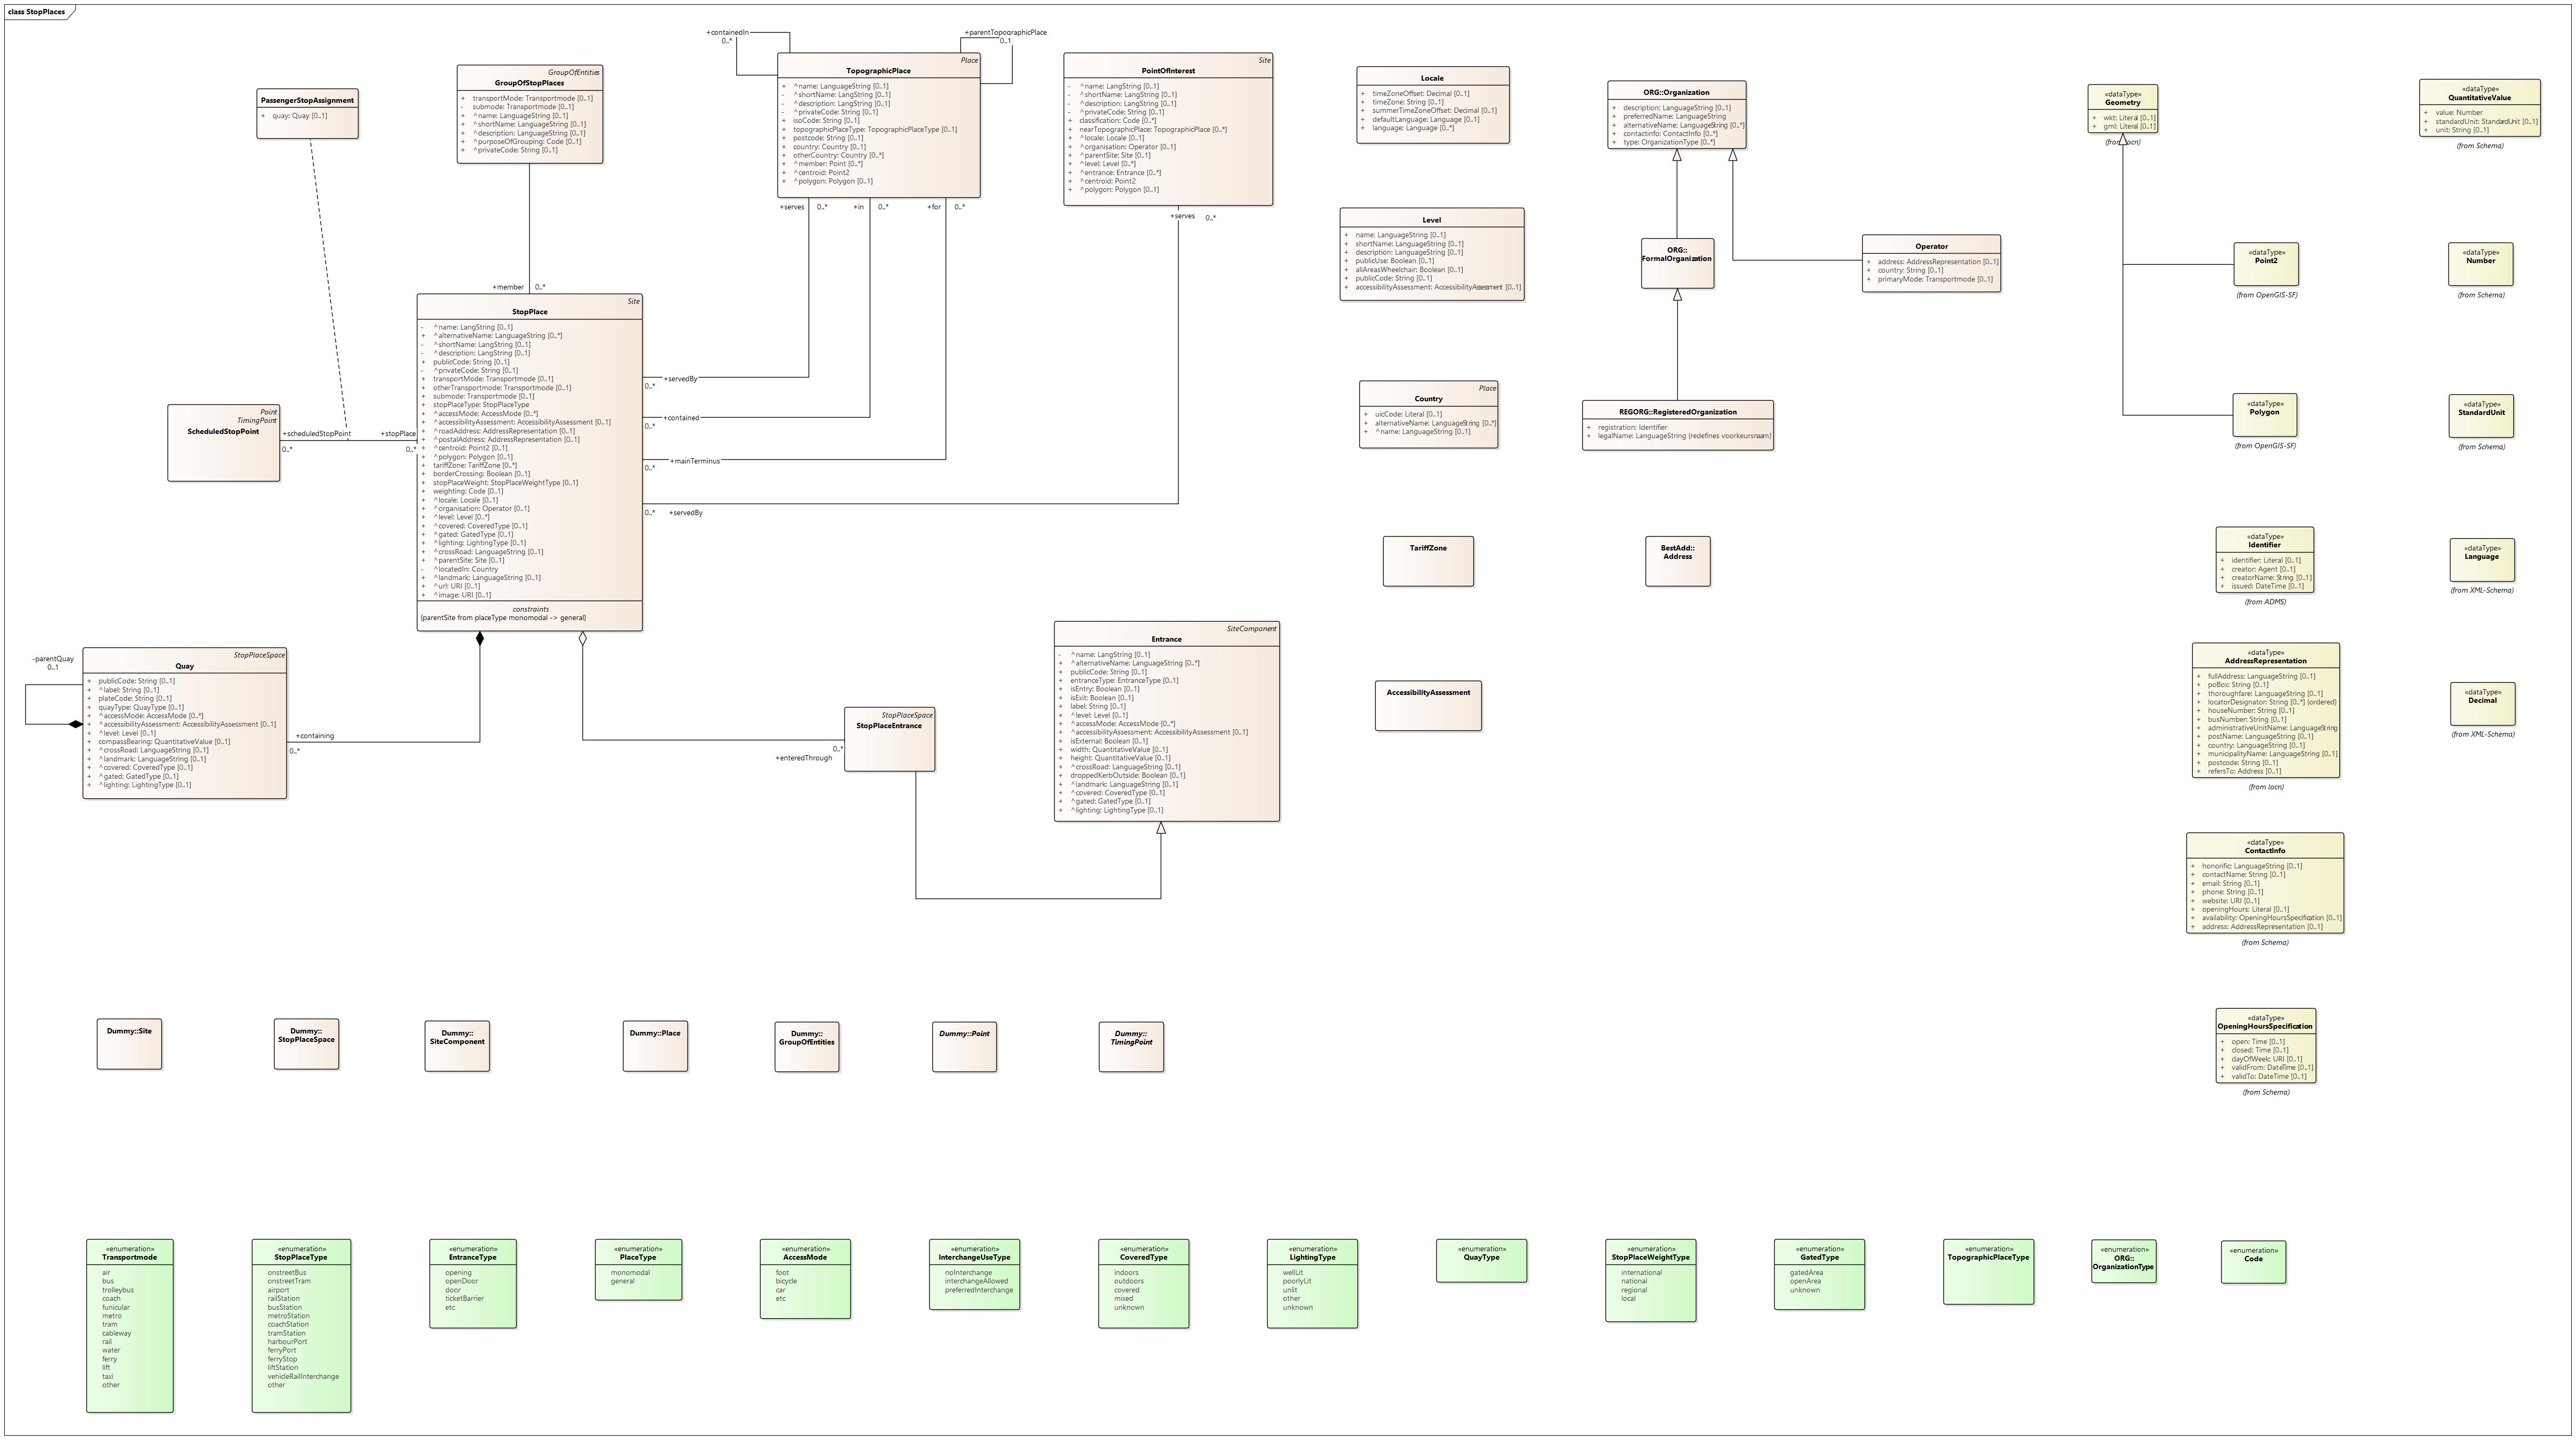 class StopPlaces
+containedIn
0..*
+parentTopographicPlace
0..1
PassengerStopAssignment
+ quay: Quay [0..1]
GroupOfEntities
GroupOfStopPlaces
+ transportMode: Transportmode [0..1]
- submode: Transportmode [0..1]
+ ^name: LanguageString [0..1]
+ ^shortName: LanguageString [0..1]
+ ^description: LanguageString [0..1]
+ ^purposeOfGrouping: Code [0..1]
+ ^privateCode: String [0..1]
Place
TopographicPlace
+ ^name: LanguageString [0..1]
- ^shortName: LangString [0..1]
- ^description: LangString [0..1]
- ^privateCode: String [0..1]
+ isoCode: String [0..1]
+ topographicPlaceType: TopographicPlaceType [0..1]
+ postcode: String [0..1]
+ country: Country [0..1]
+ otherCountry: Country [0..*]
+ ^member: Point [0..*]
+ ^centroid: Point2
+ ^polygon: Polygon [0..1]
Site
PointOfInterest
- ^name: LangString [0..1]
- ^shortName: LangString [0..1]
- ^description: LangString [0..1]
- ^privateCode: String [0..1]
+ classification: Code [0..*]
+ nearTopographicPlace: TopographicPlace [0..*]
+ ^locale: Locale [0..1]
+ ^organisation: Operator [0..1]
+ ^parentSite: Site [0..1]
+ ^level: Level [0..*]
+ ^entrance: Entrance [0..*]
+ ^centroid: Point2
+ ^polygon: Polygon [0..1]
Locale
+ timeZoneOffset: Decimal [0..1]
+ timeZone: String [0..1]
+ summerTimeZoneOffset: Decimal [0..1]
+ defaultLanguage: Language [0..1]
+ language: Language [0..*]
ORG::Organization
+ description: LanguageString [0..1]
+ preferredName: LanguageString
+ alternativeName: LanguageString [0..*]
+ contactinfo: ContactInfo [0..*]
+ type: OrganizationType [0..*]
«dataType»
Geometry
+ wkt: Literal [0..1]
+ gml: Literal [0..1]
(from locn)
«dataType»
QuantitativeValue
+ value: Number
+ standardUnit: StandardUnit [0..1]
+ unit: String [0..1]
(from Schema)
+serves 0..* +in 0..* +for 0..*
+serves 0..*
Level
+ name: LanguageString [0..1]
+ shortName: LanguageString [0..1]
+ description: LanguageString [0..1]
+ publicUse: Boolean [0..1]
+ allAreasWheelchair: Boolean [0..1]
+ publicCode: String [0..1]
+ accessibilityAssessment: AccessibilityAssessment [0..1]
ORG::
FormalOrganization
Operator
+ address: AddressRepresentation [0..1]
+ country: String [0..1]
+ primaryMode: Transportmode [0..1]
«dataType»
Point2
(from OpenGIS-SF)
«dataType»
Number
(from Schema)
+member 0..*
Site
StopPlace
- ^name: LangString [0..1]
+ ^alternativeName: LanguageString [0..*]
- ^shortName: LangString [0..1]
- ^description: LangString [0..1]
+ publicCode: String [0..1]
- ^privateCode: String [0..1]
+ transportMode: Transportmode [0..1]
+ otherTransportmode: Transportmode [0..1]
+ submode: Transportmode [0..1]
+ stopPlaceType: StopPlaceType
+ ^accessMode: AccessMode [0..*]
+ ^accessibilityAssessment: AccessibilityAssessment [0..1]
+ ^roadAddress: AddressRepresentation [0..1]
+ ^postalAddress: AddressRepresentation [0..1]
+ ^centroid: Point2 [0..1]
+ ^polygon: Polygon [0..1]
+ tariffZone: TariffZone [0..*]
+ borderCrossing: Boolean [0..1]
+ stopPlaceWeight: StopPlaceWeightType [0..1]
+ weighting: Code [0..1]
+ ^locale: Locale [0..1]
+ ^organisation: Operator [0..1]
+ ^level: Level [0..*]
+ ^covered: CoveredType [0..1]
+ ^gated: GatedType [0..1]
+ ^lighting: LightingType [0..1]
+ ^crossRoad: LanguageString [0..1]
+ ^parentSite: Site [0..1]
- ^locatedIn: Country
+ ^landmark: LanguageString [0..1]
+ ^url: URI [0..1]
+ ^image: URI [0..1]
constraints
{parentSite from placeType monomodal -> general}
+servedBy
0..*
+contained
0..*
+mainTerminus
0..*
0..* +servedBy
Point
TimingPoint
ScheduledStopPoint
+scheduledStopPoint
0..*
+stopPlace
0..*
Place
Country
+ uicCode: Literal [0..1]
+ alternativeName: LanguageString [0..*]
+ ^name: LanguageString [0..1]
REGORG::RegisteredOrganization
+ registration: Identifier
+ legalName: LanguageString {redefines voorkeursnaam}
«dataType»
Polygon
(from OpenGIS-SF)
«dataType»
StandardUnit
(from Schema)
TariffZone
BestAdd::
Address
«dataType»
Identifier
+ identifier: Literal [0..1]
+ creator: Agent [0..1]
+ creatorName: String [0..1]
+ issued: DateTime [0..1]
(from ADMS)
«dataType»
Language
(from XML-Schema)
-parentQuay
0..1
StopPlaceSpace
Quay
+ publicCode: String [0..1]
+ ^label: String [0..1]
+ plateCode: String [0..1]
+ quayType: QuayType [0..1]
+ ^accessMode: AccessMode [0..*]
+ ^accessibilityAssessment: AccessibilityAssessment [0..1]
+ ^level: Level [0..1]
+ compassBearing: QuantitativeValue [0..1]
+ ^crossRoad: LanguageString [0..1]
+ ^landmark: LanguageString [0..1]
+ ^covered: CoveredType [0..1]
+ ^gated: GatedType [0..1]
+ ^lighting: LightingType [0..1]
+containing
0..*
StopPlaceSpace
StopPlaceEntrance
0..*
+enteredThrough
SiteComponent
Entrance
- ^name: LangString [0..1]
+ ^alternativeName: LanguageString [0..*]
+ publicCode: String [0..1]
+ entranceType: EntranceType [0..1]
+ isEntry: Boolean [0..1]
+ isExit: Boolean [0..1]
+ label: String [0..1]
+ ^level: Level [0..1]
+ ^accessMode: AccessMode [0..*]
+ ^accessibilityAssessment: AccessibilityAssessment [0..1]
+ isExternal: Boolean [0..1]
+ width: QuantitativeValue [0..1]
+ height: QuantitativeValue [0..1]
+ ^crossRoad: LanguageString [0..1]
+ droppedKerbOutside: Boolean [0..1]
+ ^landmark: LanguageString [0..1]
+ ^covered: CoveredType [0..1]
+ ^gated: GatedType [0..1]
+ ^lighting: LightingType [0..1]
AccessibilityAssessment
«dataType»
AddressRepresentation
+ fullAddress: LanguageString [0..1]
+ poBox: String [0..1]
+ thoroughfare: LanguageString [0..1]
+ locatorDesignator: String [0..*] {ordered}
+ houseNumber: String [0..1]
+ busNumber: String [0..1]
+ administrativeUnitName: LanguageString
+ postName: LanguageString [0..1]
+ country: LanguageString [0..1]
+ municipalityName: LanguageString [0..1]
+ postcode: String [0..1]
+ refersTo: Address [0..1]
(from locn)
«dataType»
Decimal
(from XML-Schema)
«dataType»
ContactInfo
+ honorific: LanguageString [0..1]
+ contactName: String [0..1]
+ email: String [0..1]
+ phone: String [0..1]
+ website: URI [0..1]
+ openingHours: Literal [0..1]
+ availability: OpeningHoursSpecification [0..1]
+ address: AddressRepresentation [0..1]
(from Schema)
Dummy::Site
Dummy::
StopPlaceSpace
Dummy::
SiteComponent
Dummy::Place
Dummy::
GroupOfEntities
Dummy::Point
Dummy::
TimingPoint
«dataType»
OpeningHoursSpecification
+ open: Time [0..1]
+ closed: Time [0..1]
+ dayOfWeek: URI [0..1]
+ validFrom: DateTime [0..1]
+ validTo: DateTime [0..1]
(from Schema)
«enumeration»
Transportmode
air
bus
trolleybus
coach
funicular
metro
tram
cableway
rail
water
ferry
lift
taxi
other
«enumeration»
StopPlaceType
onstreetBus
onstreetTram
airport
railStation
busStation
metroStation
coachStation
tramStation
harbourPort
ferryPort
ferryStop
liftStation
vehicleRailInterchange
other
«enumeration»
EntranceType
opening
openDoor
door
ticketBarrier
etc
«enumeration»
PlaceType
monomodal
general
«enumeration»
AccessMode
foot
bicycle
car
etc
«enumeration»
InterchangeUseType
noInterchange
interchangeAllowed
preferredInterchange
«enumeration»
CoveredType
indoors
outdoors
covered
mixed
unknown
«enumeration»
LightingType
wellLit
poorlyLit
unlit
other
unknown
«enumeration»
QuayType
«enumeration»
StopPlaceWeightType
international
national
regional
local
«enumeration»
GatedType
gatedArea
openArea
unknown
«enumeration»
TopographicPlaceType
«enumeration»
ORG::
OrganizationType
«enumeration»
Code